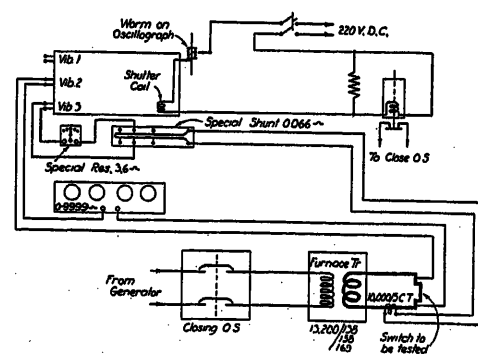 Worm on
Oscillograph
220 V, D.C,
Vib. 1
Vib. 2
Vib 3
Shutter
Coil
To Close O S
Special Shunt 0.066~
Special Res, 3,6~
0-9999~
From
Generator
Closing O S
Furnace Tr
13,200/138
138
165
10,000/5 C T
Switch to
be tested